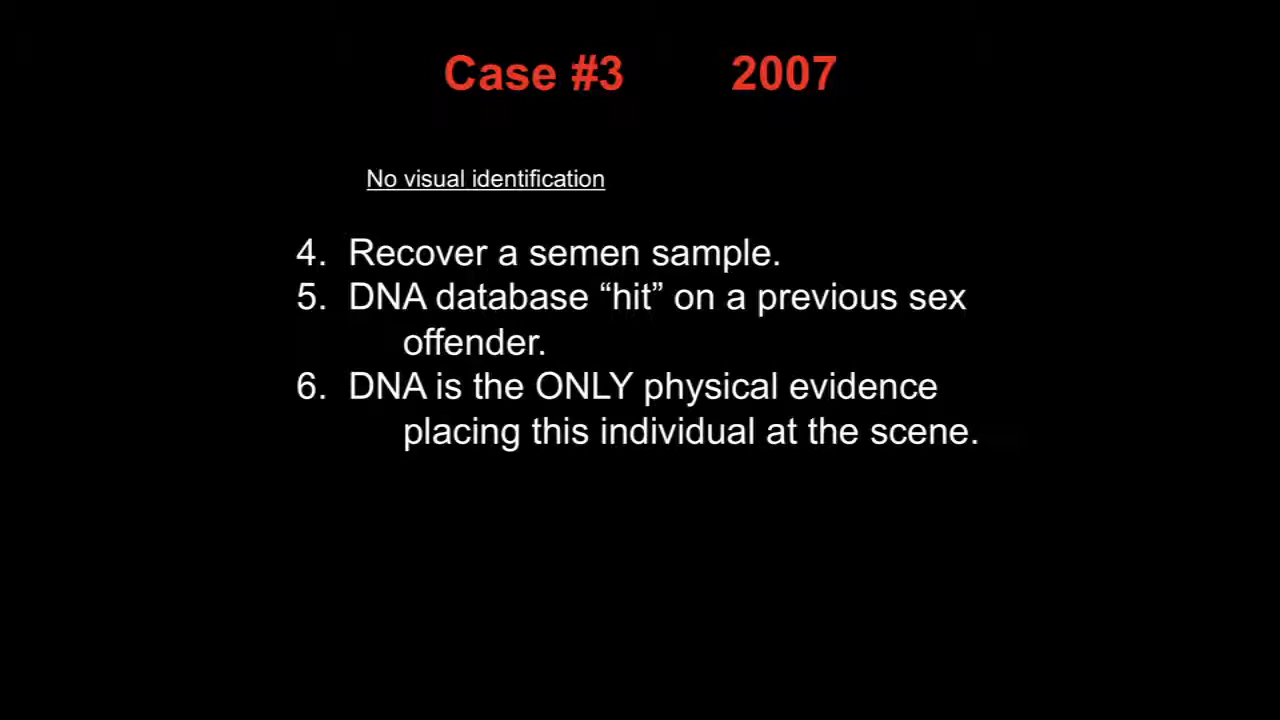 Case #3 2007
No visual identification
4. Recover a semen sample.
5. DNA database “hit” on a previous sex
offender.
6. DNA is the ONLY physical evidence
placing this individual at the scene.